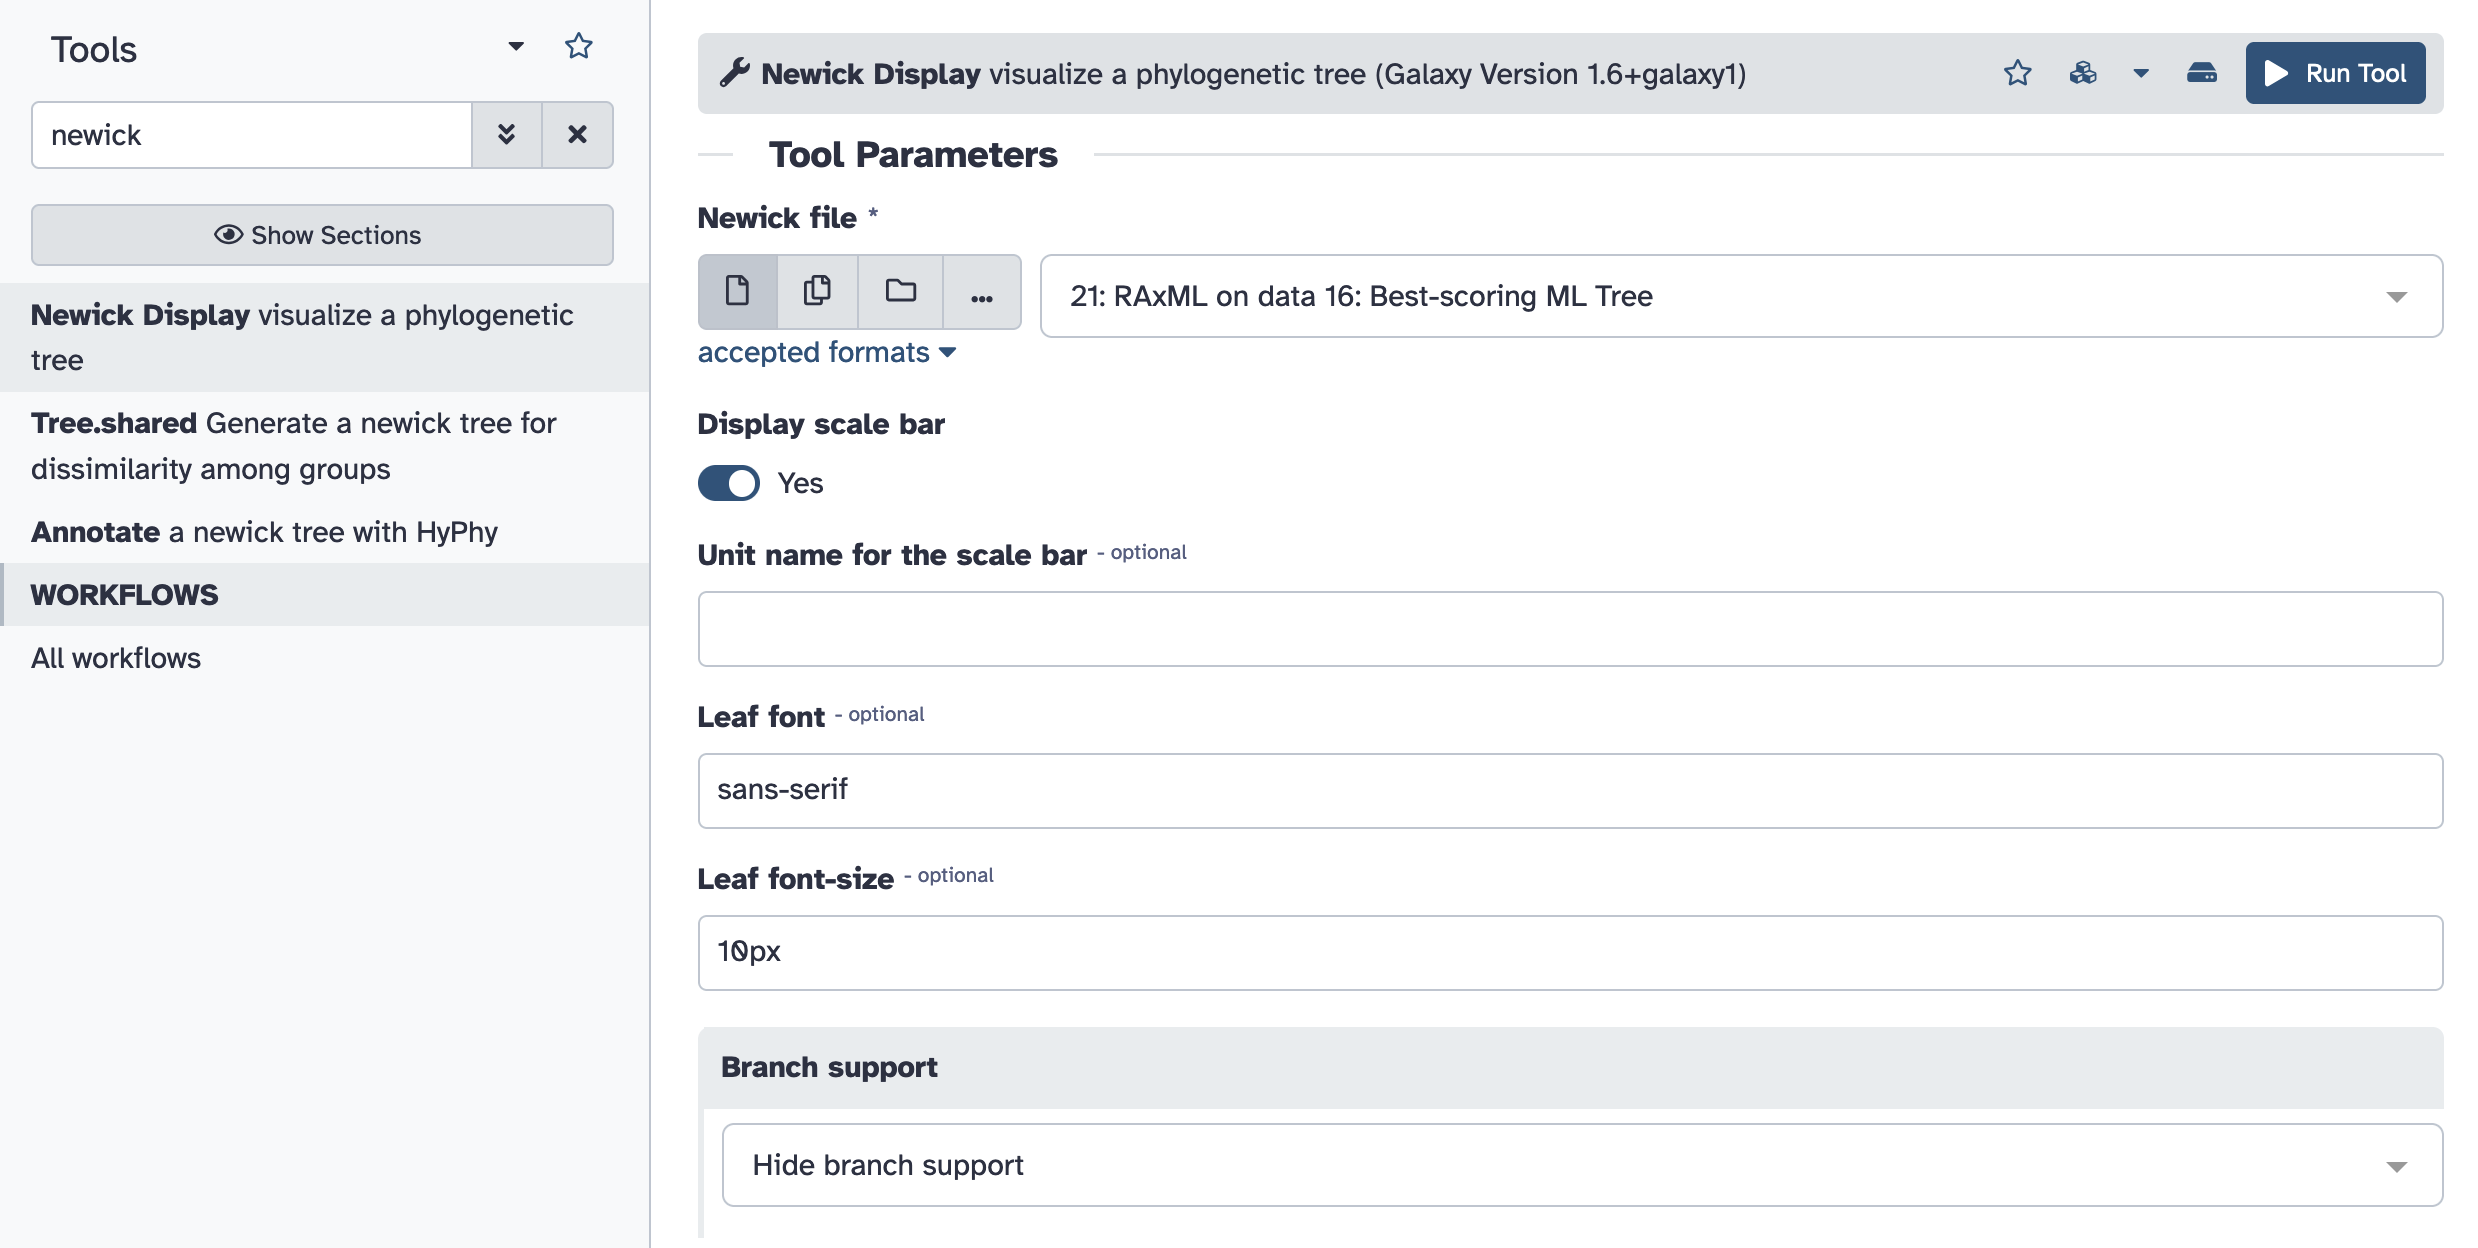 Tools
newick
Show Sections
Newick Display visualize a phylogenetic
tree
Tree.shared Generate a newick tree for
dissimilarity among groups
Annotate a newick tree with HyPhy
WORKFLOWS
All workflows
Newick Display visualize a phylogenetic tree (Galaxy Version 1.6+galaxy1)
Run Tool
Tool Parameters
Newick file *
21: RAxML on data 16: Best-scoring ML Tree
accepted formats
Display scale bar
Yes
Unit name for the scale bar - optional
Leaf font - optional
sans-serif
Leaf font-size - optional
10px
Branch support
Hide branch support